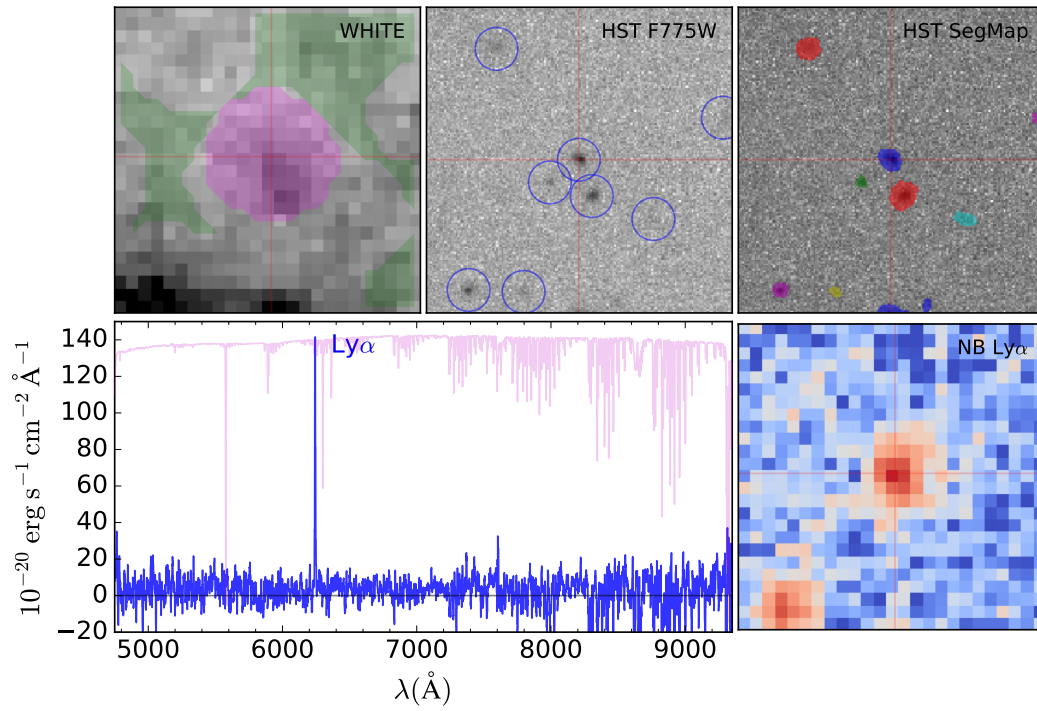 WHITE
HST F775W
HST SegMap
140
120
100
80
60
40
20
0
−20
Lyα
10⁻²⁰ erg s⁻¹ cm⁻² Å⁻¹
5000 6000 7000 8000 9000
λ(Å)
NB Lyα